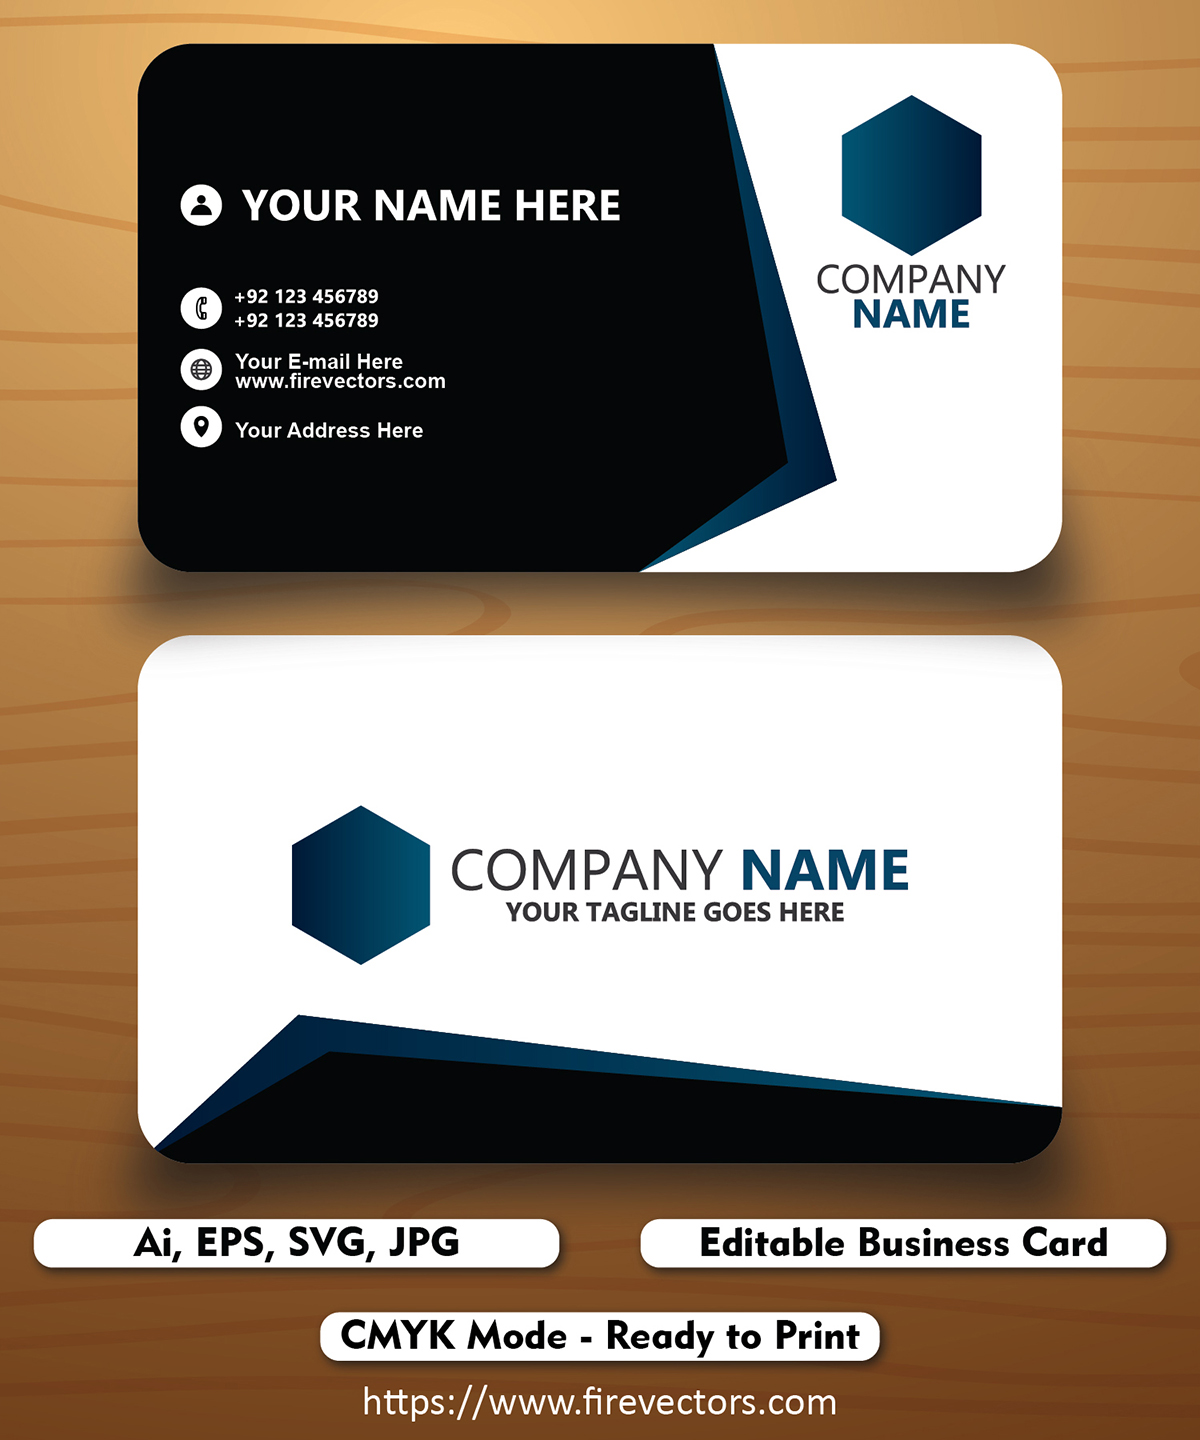 YOUR NAME HERE
+92 123 456789
+92 123 456789
Your E-mail Here
www.firevectors.com
Your Address Here
COMPANY
NAME
COMPANY NAME
YOUR TAGLINE GOES HERE
Ai, EPS, SVG, JPG
Editable Business Card
CMYK Mode - Ready to Print
https://www.firevectors.com